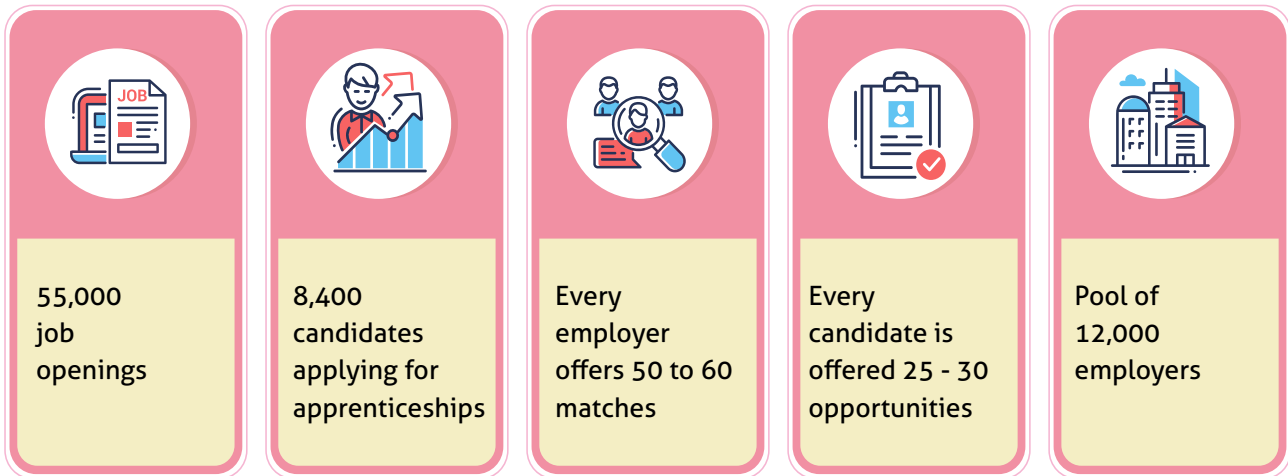 JOB
55,000
job
openings
8,400
candidates
applying for
apprenticeships
Every
employer
offers 50 to 60
matches
Every
candidate is
offered 25 - 30
opportunities
Pool of
12,000
employers